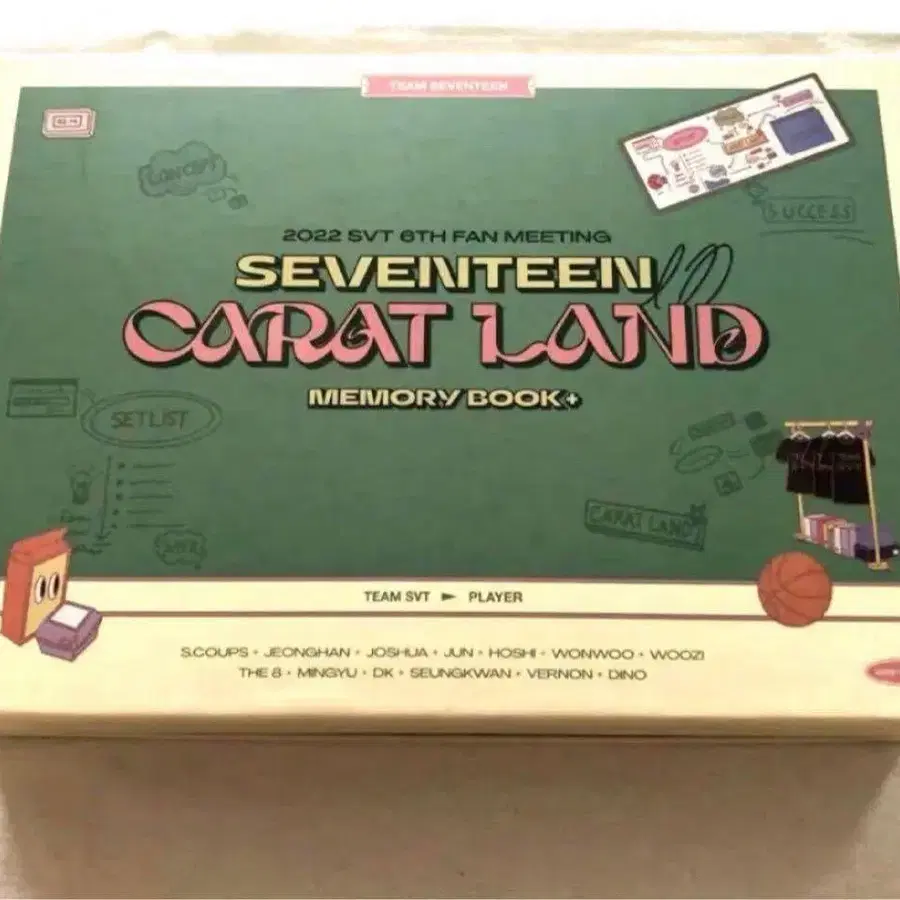 TEAM SEVENTEEN
CONCEPT
SUCCESS
2022 SVT 6TH FAN MEETING
SEVENTEEN
CARAT LAND
MEMORY BOOK+
SETLIST
CARAT LAND
TEAM SVT ► PLAYER
S.COUPS • JEONGHAN • JOSHUA • JUN • HOSHI • WONWOO • WOOZI
THE 8 • MINGYU • DK • SEUNGKWAN • VERNON • DINO